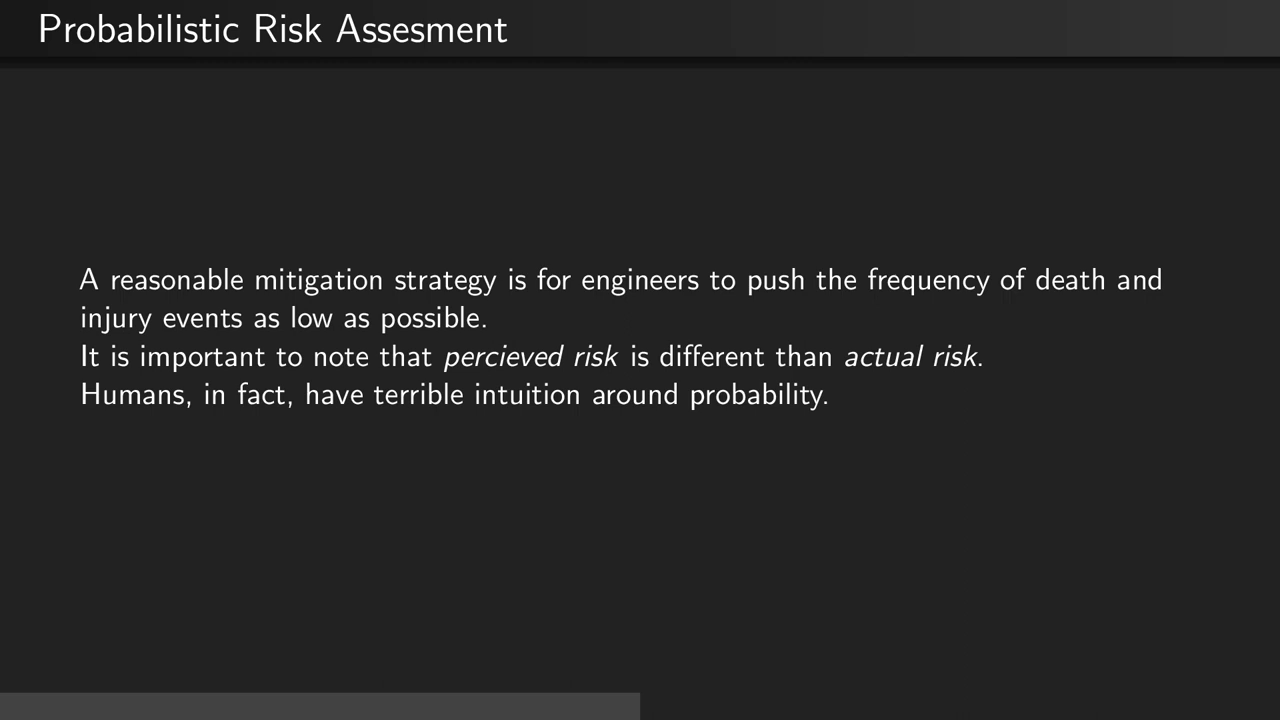 Probabilistic Risk Assesment
A reasonable mitigation strategy is for engineers to push the frequency of death and
injury events as low as possible.
It is important to note that percieved risk is different than actual risk.
Humans, in fact, have terrible intuition around probability.